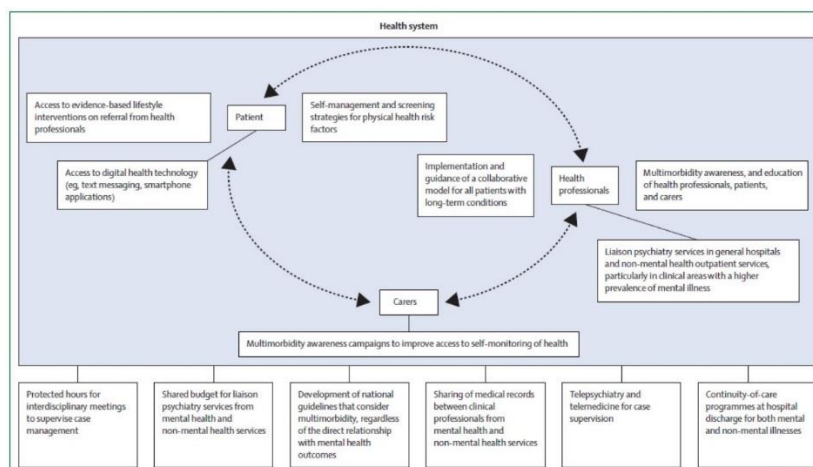 Health system
Access to evidence-based lifestyle
interventions on referral from health
professionals
Patient
Self-management and screening
strategies for physical health risk
factors
Access to digital health technology
(eg, text messaging, smartphone
applications)
Implementation and
guidance of a collaborative
model for all patients with
long-term conditions
Health
professionals
Multimorbidity awareness, and education
of health professionals, patients,
and carers
Liaison psychiatry services in general hospitals
and non-mental health outpatient services,
particularly in clinical areas with a higher
prevalence of mental illness
Carers
Multimorbidity awareness campaigns to improve access to self-monitoring of health
Protected hours for
interdisciplinary meetings
to supervise case
management
Shared budget for liaison
psychiatry services from
mental health and
non-mental health services
Development of national
guidelines that consider
multimorbidity, regardless
of the direct relationship
with mental health
outcomes
Sharing of medical records
between clinical
professionals from
mental health and
non-mental health services
Telepsychiatry and
telemedicine for case
supervision
Continuity-of-care
programmes at hospital
discharge for both mental
and non-mental illnesses